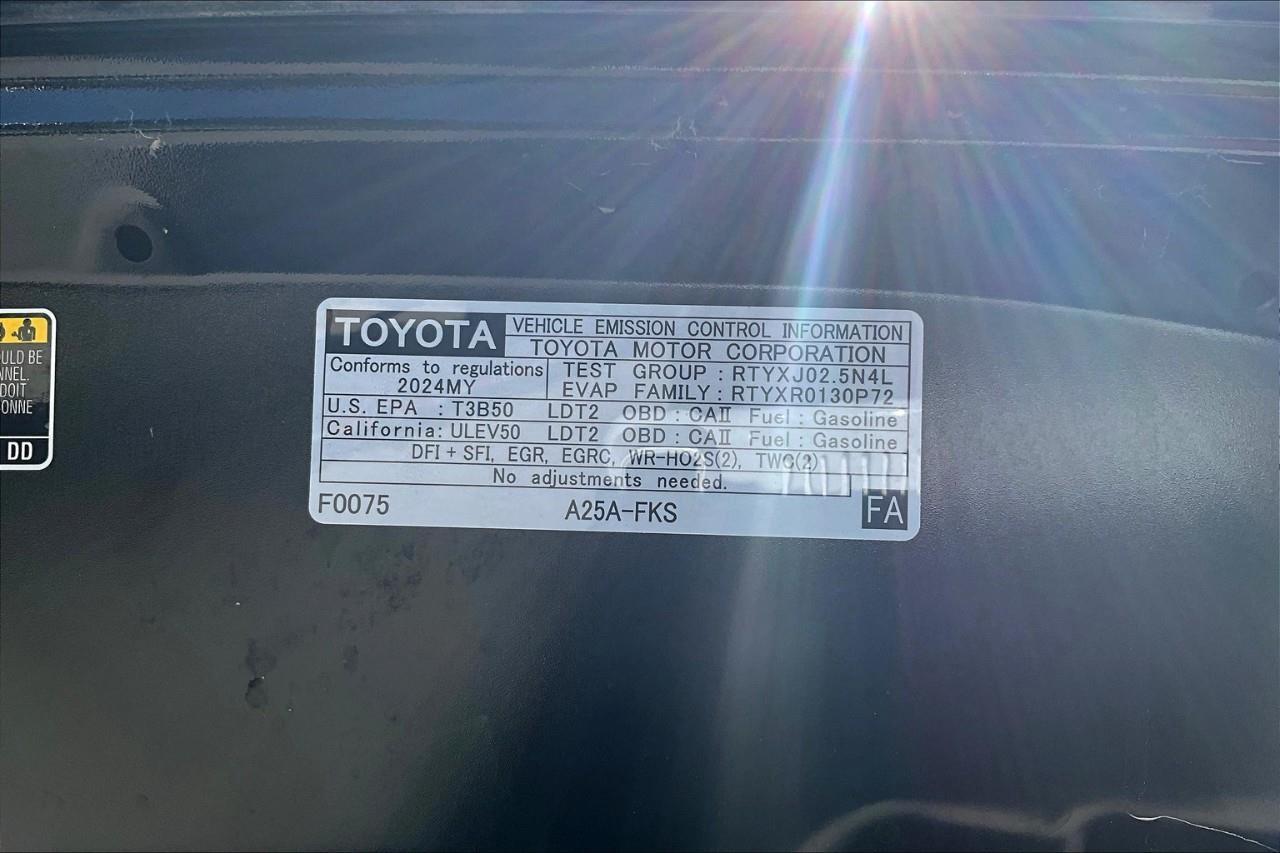 OULD BE
NNEL.
DOIT
ONNE
DD
TOYOTA
VEHICLE EMISSION CONTROL INFORMATION
TOYOTA MOTOR CORPORATION
Conforms to regulations
2024MY
TEST GROUP : RTYXJ02.5N4L
EVAP FAMILY : RTYXR0130P72
U.S. EPA : T3B50 LDT2 OBD : CAⅡ Fuel : Gasoline
California: ULEV50 LDT2 OBD : CAⅡ Fuel : Gasoline
DFI + SFI, EGR, EGRC, WR-HO2S(2), TWC(2)
No adjustments needed.
F0075 A25A-FKS FA